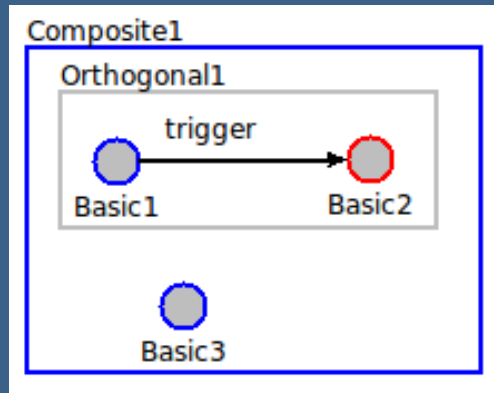 Composite1
Orthogonal1
trigger
Basic1
Basic2
Basic3